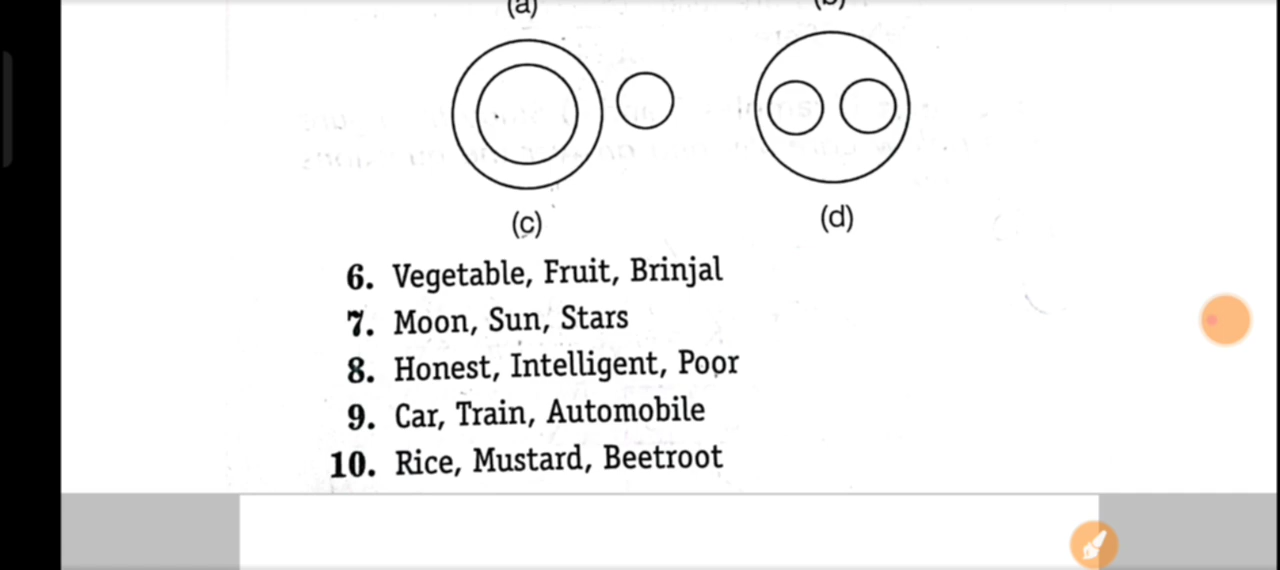 (a) (b)
(c) (d)
6. Vegetable, Fruit, Brinjal
7. Moon, Sun, Stars
8. Honest, Intelligent, Poor
9. Car, Train, Automobile
10. Rice, Mustard, Beetroot